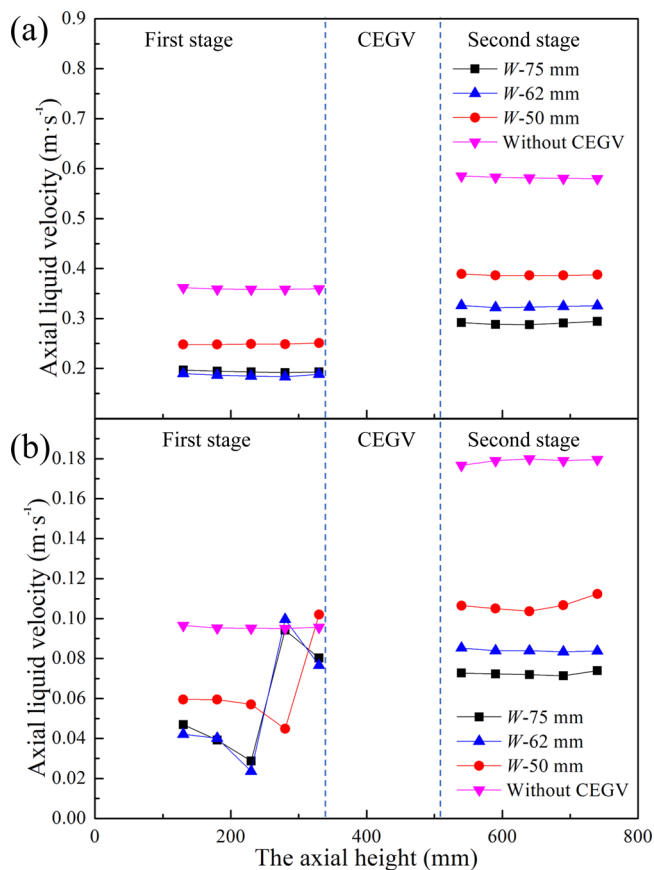 (a)
First stage CEGV Second stage
W-75 mm
W-62 mm
W-50 mm
Without CEGV
Axial liquid velocity (m·s⁻¹)
0.9
0.8
0.7
0.6
0.5
0.4
0.3
0.2
(b)
First stage CEGV Second stage
Axial liquid velocity (m·s⁻¹)
0.18
0.16
0.14
0.12
0.10
0.08
0.06
0.04
0.02
0.00
W-75 mm
W-62 mm
W-50 mm
Without CEGV
0 200 400 600 800
The axial height (mm)